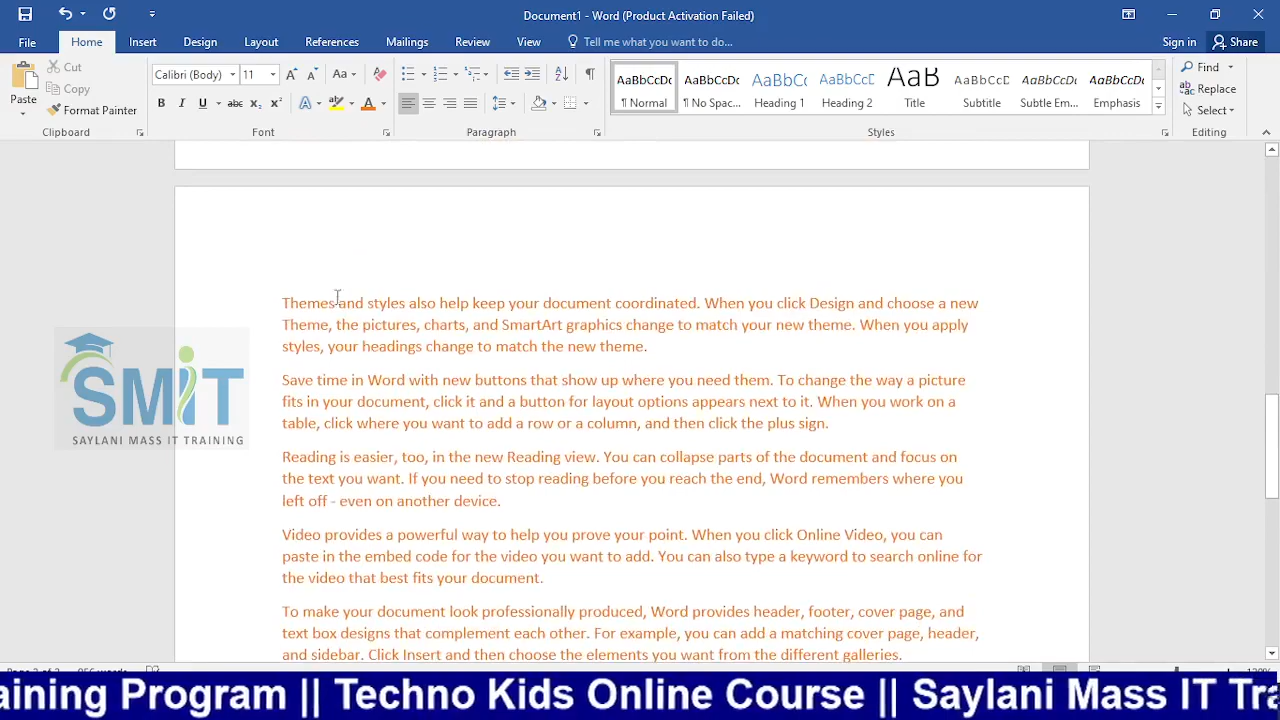 Document1 - Word (Product Activation Failed)
File Home Insert Design Layout References Mailings Review View Tell me what you want to do... Sign in Share
Paste Cut Copy Format Painter Clipboard
Calibri (Body) 11 Aa
B I U abc x₂ x² A A Font
Paragraph
AaBbCcDc AaBbCcDc AaBbCc AaBbCcE AaB AaBbCcD AaBbCcDc AaBbCcDc
¶ Normal ¶ No Spac... Heading Heading 2 Title Subtitle Subtle Em... Emphasis
Styles
Find Replace Select Editing
Themes and styles also help keep your document coordinated. When you click Design and choose a new
Theme, the pictures, charts, and SmartArt graphics change to match your new theme. When you apply
styles, your headings change to match the new theme.
Save time in Word with new buttons that show up where you need them. To change the way a picture
fits in your document, click it and a button for layout options appears next to it. When you work on a
table, click where you want to add a row or a column, and then click the plus sign.
Reading is easier, too, in the new Reading view. You can collapse parts of the document and focus on
the text you want. If you need to stop reading before you reach the end, Word remembers where you
left off - even on another device.
Video provides a powerful way to help you prove your point. When you click Online Video, you can
paste in the embed code for the video you want to add. You can also type a keyword to search online for
the video that best fits your document.
To make your document look professionally produced, Word provides header, footer, cover page, and
text box designs that complement each other. For example, you can add a matching cover page, header,
and sidebar. Click Insert and then choose the elements you want from the different galleries.
SMIT
SAYLANI MASS IT TRAINING
aining Program || Techno Kids Online Course || Saylani Mass IT Tra